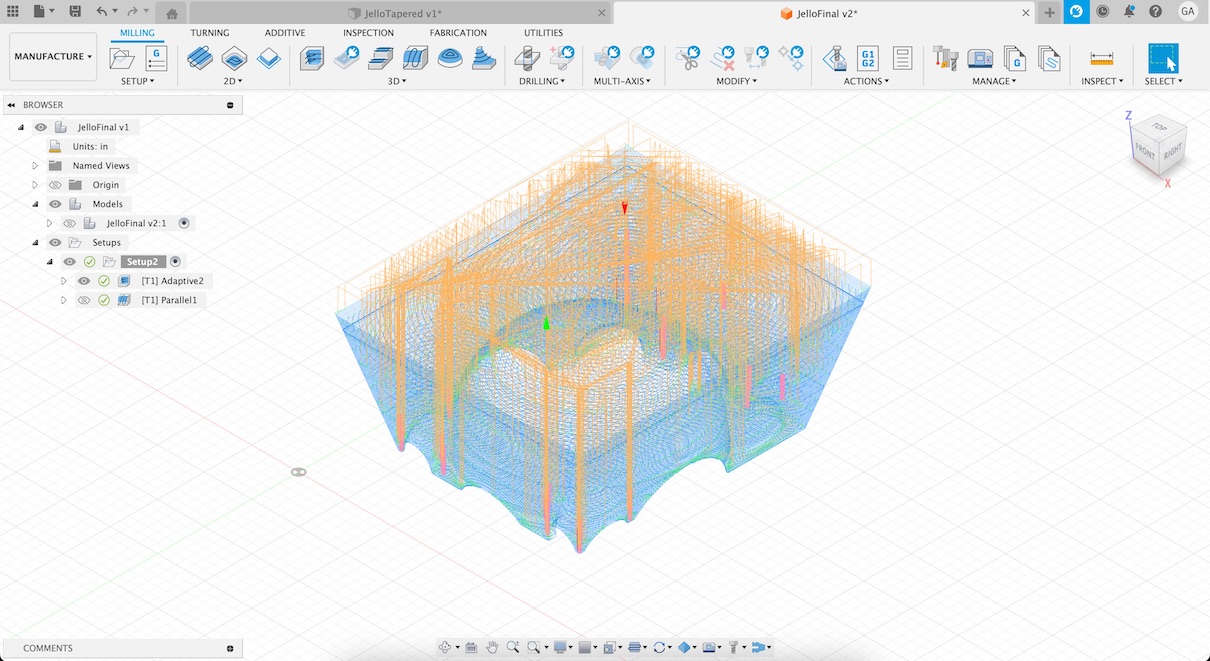 JelloTapered v1*
JelloFinal v2*
GA
MANUFACTURE
MILLING
TURNING
ADDITIVE
INSPECTION
FABRICATION
UTILITIES
G
G1
G2
G
SETUP
2D
3D
DRILLING
MULTI-AXIS
MODIFY
ACTIONS
MANAGE
INSPECT
SELECT
BROWSER
JelloFinal v1
Units: in
Named Views
Origin
Models
JelloFinal v2:1
Setups
Setup2
[T1] Adaptive2
[T1] Parallel1
Z
TOP
FRONT
RIGHT
X
COMMENTS